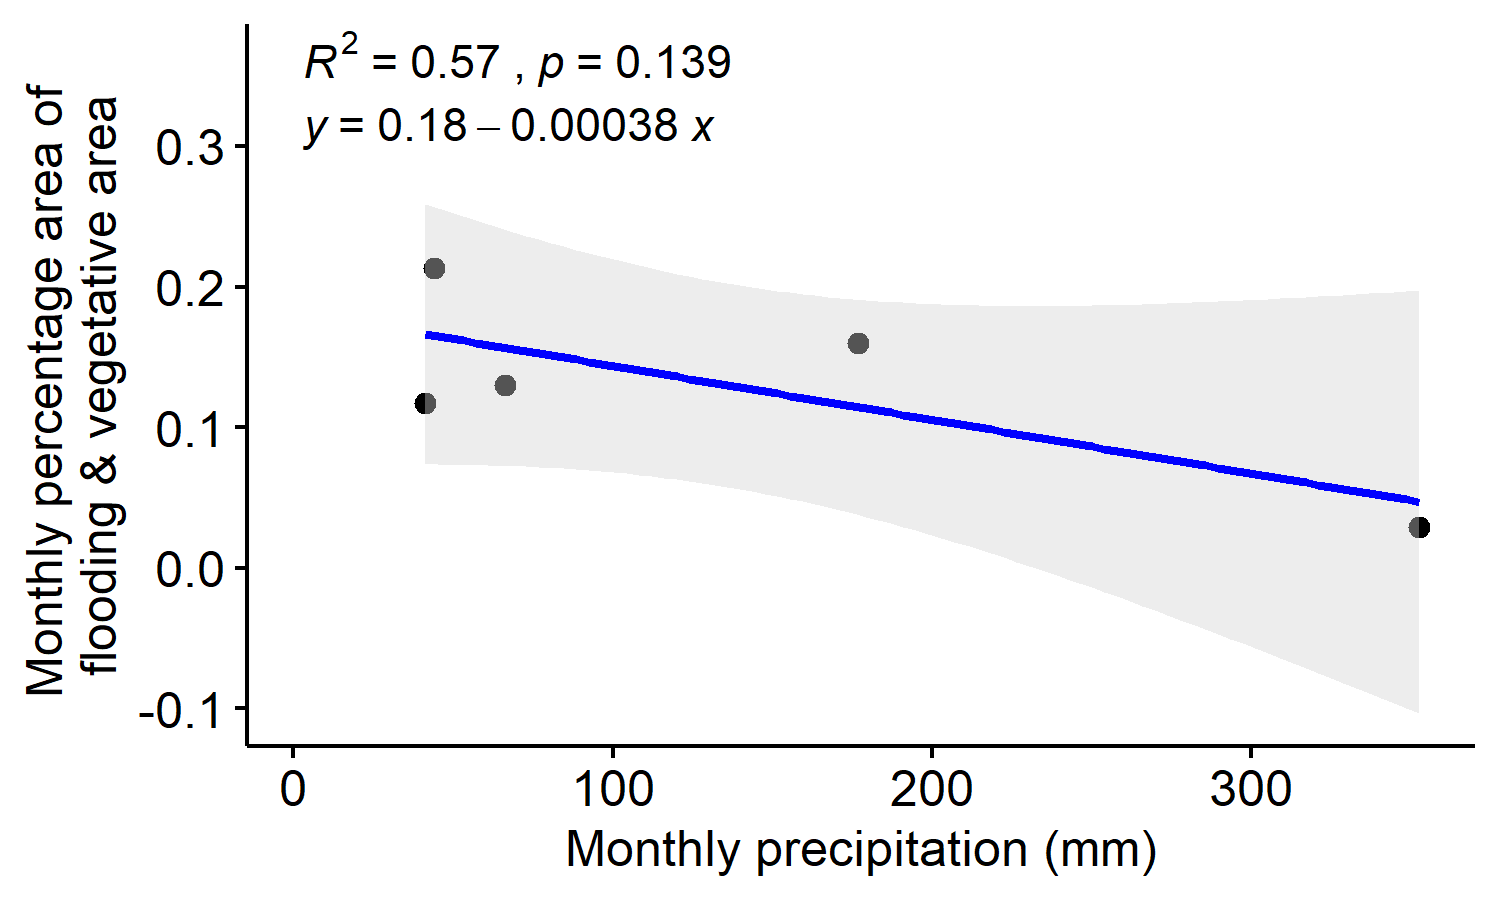 R² = 0.57 , p = 0.139
y = 0.18 – 0.00038 x
Monthly percentage area of
flooding & vegetative area
0.3
0.2
0.1
0.0
-0.1
0 100 200 300
Monthly precipitation (mm)